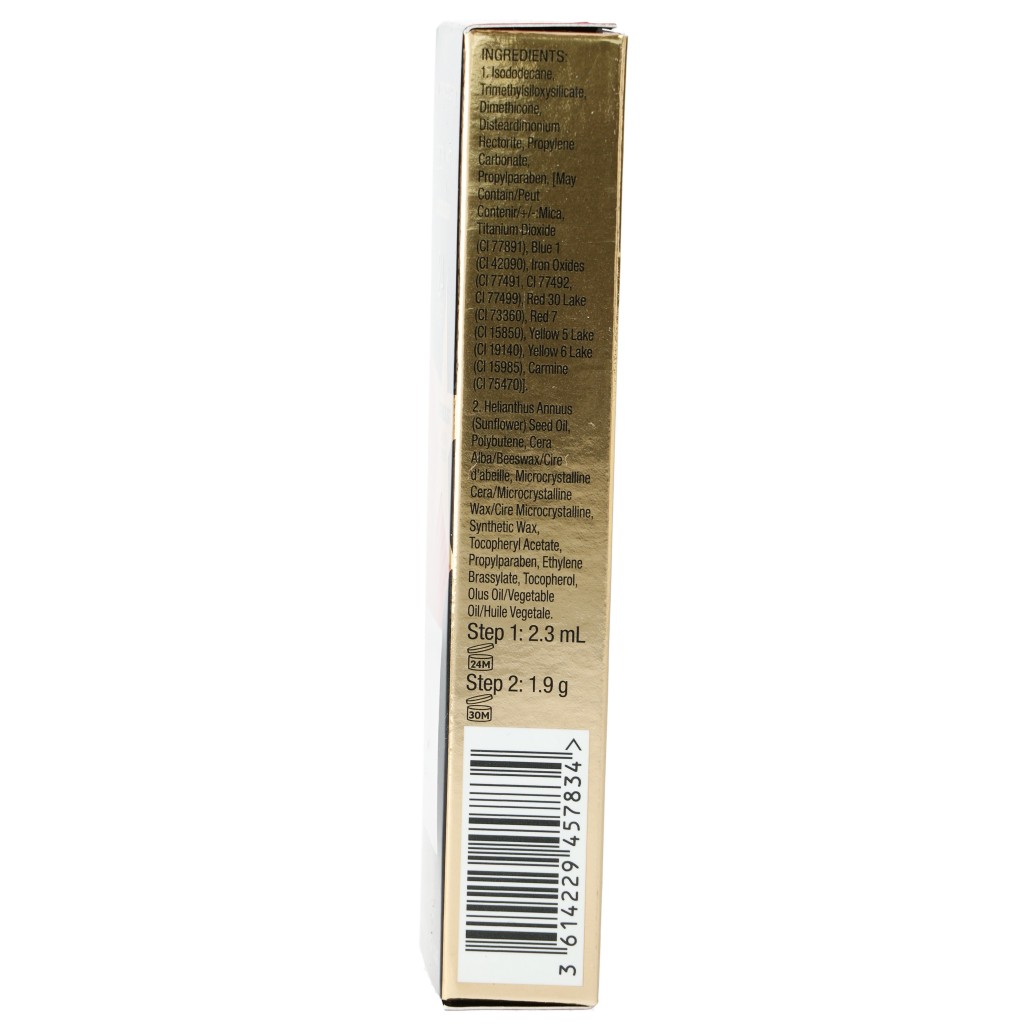 INGREDIENTS:
1. Isododecane,
Trimethylsiloxysilicate,
Dimethicone,
Disteardimonium
Hectorite, Propylene
Carbonate,
Propylparaben, [May
Contain/Peut
Contenir/+/-:Mica,
Titanium Dioxide
(CI 77891), Blue 1
(CI 42090), Iron Oxides
(CI 77491, CI 77492,
CI 77499), Red 30 Lake
(CI 73360), Red 7
(CI 15850), Yellow 5 Lake
(CI 19140), Yellow 6 Lake
(CI 15985), Carmine
(CI 75470)].
2. Helianthus Annuus
(Sunflower) Seed Oil,
Polybutene, Cera
Alba/Beeswax/Cire
d'abeille, Microcrystalline
Cera/Microcrystalline
Wax/Cire Microcrystalline,
Synthetic Wax,
Tocopheryl Acetate,
Propylparaben, Ethylene
Brassylate, Tocopherol,
Olus Oil/Vegetable
Oil/Huile Vegetale.
Step 1: 2.3 mL
24M
Step 2: 1.9 g
30M
3 614229 457834 >